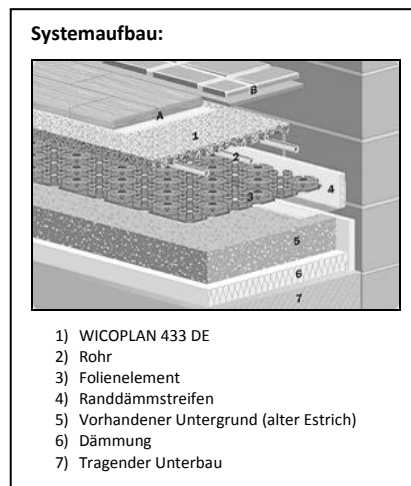 Systemaufbau:
A
B
1
2
3
4
5
6
7
1) WICOPLAN 433 DE
2) Rohr
3) Folienelement
4) Randdämmstreifen
5) Vorhandener Untergrund (alter Estrich)
6) Dämmung
7) Tragender Unterbau